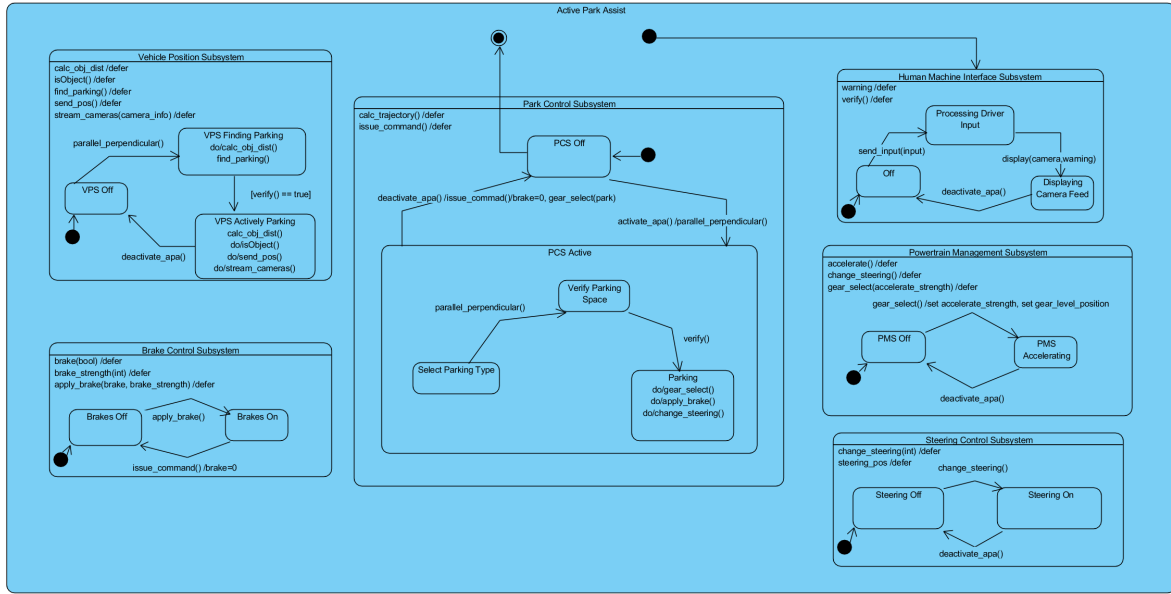 Active Park Assist
Vehicle Position Subsystem
calc_obj_dist /defer
isObject() /defer
find_parking() /defer
send_pos() /defer
stream_cameras(camera_info) /defer
parallel_perpendicular()
VPS Finding Parking
do/calc_obj_dist()
find_parking()
VPS Off
[verify() == true]
VPS Actively Parking
calc_obj_dist()
do/isObject()
do/send_pos()
do/stream_cameras()
deactivate_apa()
Brake Control Subsystem
brake(bool) /defer
brake_strength(int) /defer
apply_brake(brake, brake_strength) /defer
Brakes Off
apply_brake()
Brakes On
issue_command() /brake=0
Park Control Subsystem
calc_trajectory() /defer
issue_command() /defer
PCS Off
deactivate_apa() /issue_commad()/brake=0, gear_select(park)
activate_apa() /parallel_perpendicular()
PCS Active
Verify Parking
Space
parallel_perpendicular()
verify()
Select Parking Type
Parking
do/gear_select()
do/apply_brake()
do/change_steering()
Human Machine Interface Subsystem
warning /defer
verify() /defer
Processing Driver
Input
send_input(input)
display(camera,warning)
Off
deactivate_apa()
Displaying
Camera Feed
Powertrain Management Subsystem
accelerate() /defer
change_steering() /defer
gear_select(accelerate_strength) /defer
gear_select() /set accelerate_strength, set gear_level_position
PMS Off
PMS
Accelerating
deactivate_apa()
Steering Control Subsystem
change_steering(int) /defer
steering_pos /defer
change_steering()
Steering Off
Steering On
deactivate_apa()